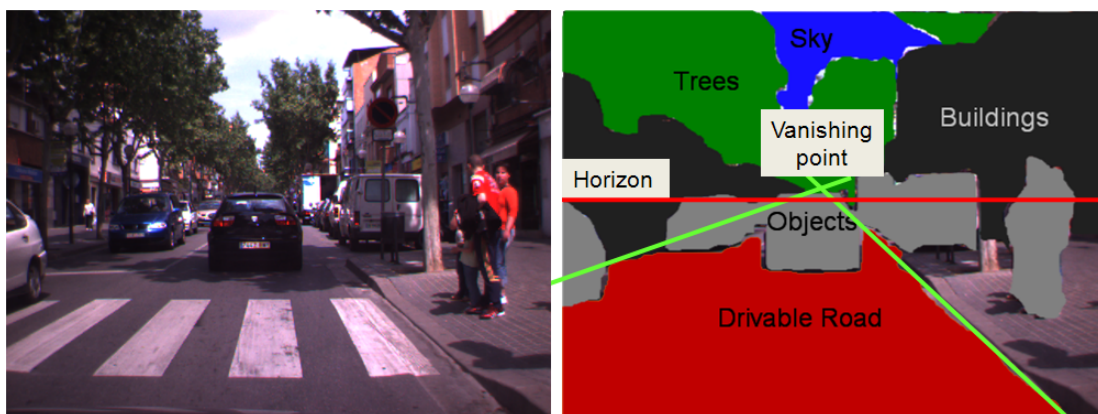 Sky
Trees
Buildings
Vanishing
point
Horizon
Objects
Drivable Road